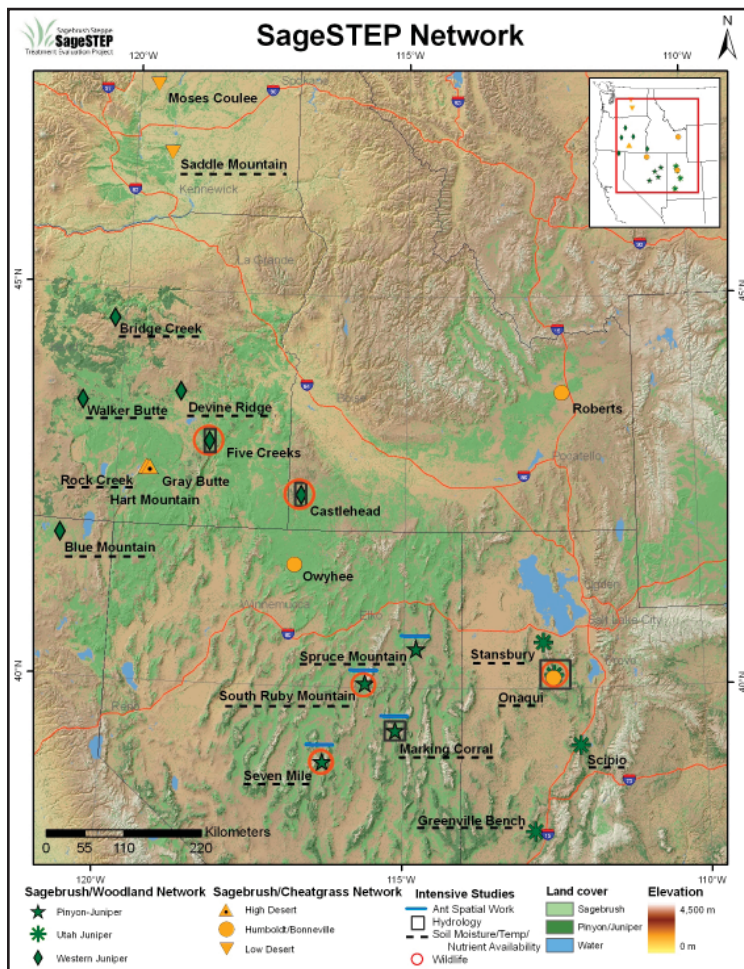 Sagebrush Steppe
SageSTEP
Treatment Evaluation Project
SageSTEP Network
N
120°W
115°W
110°W
Moses Coulee
Spokane
90
Saddle Mountain
Kennewick
La Grande
45°N
45°N
Bridge Creek
Walker Butte
Devine Ridge
84
15
Roberts
Boise
Five Creeks
Pocatello
Rock Creek
Gray Butte
Hart Mountain
Castlehead
Blue Mountain
Owyhee
Winnemucca
Elko
80
Ogden
Salt Lake City
Spruce Mountain
Stansbury
Provo
40°N
40°N
South Ruby Mountain
Onaqui
Reno
Marking Corral
Seven Mile
Scipio
Greenville Bench
Kilometers
0
55
110
220
120°W
115°W
110°W
Sagebrush/Woodland Network
Pinyon-Juniper
Utah Juniper
Western Juniper
Sagebrush/Cheatgrass Network
High Desert
Humboldt/Bonneville
Low Desert
Intensive Studies
Ant Spatial Work
Hydrology
Soil Moisture/Temp/
Nutrient Availability
Wildlife
Land cover
Sagebrush
Pinyon/Juniper
Water
Elevation
4,500 m
0 m